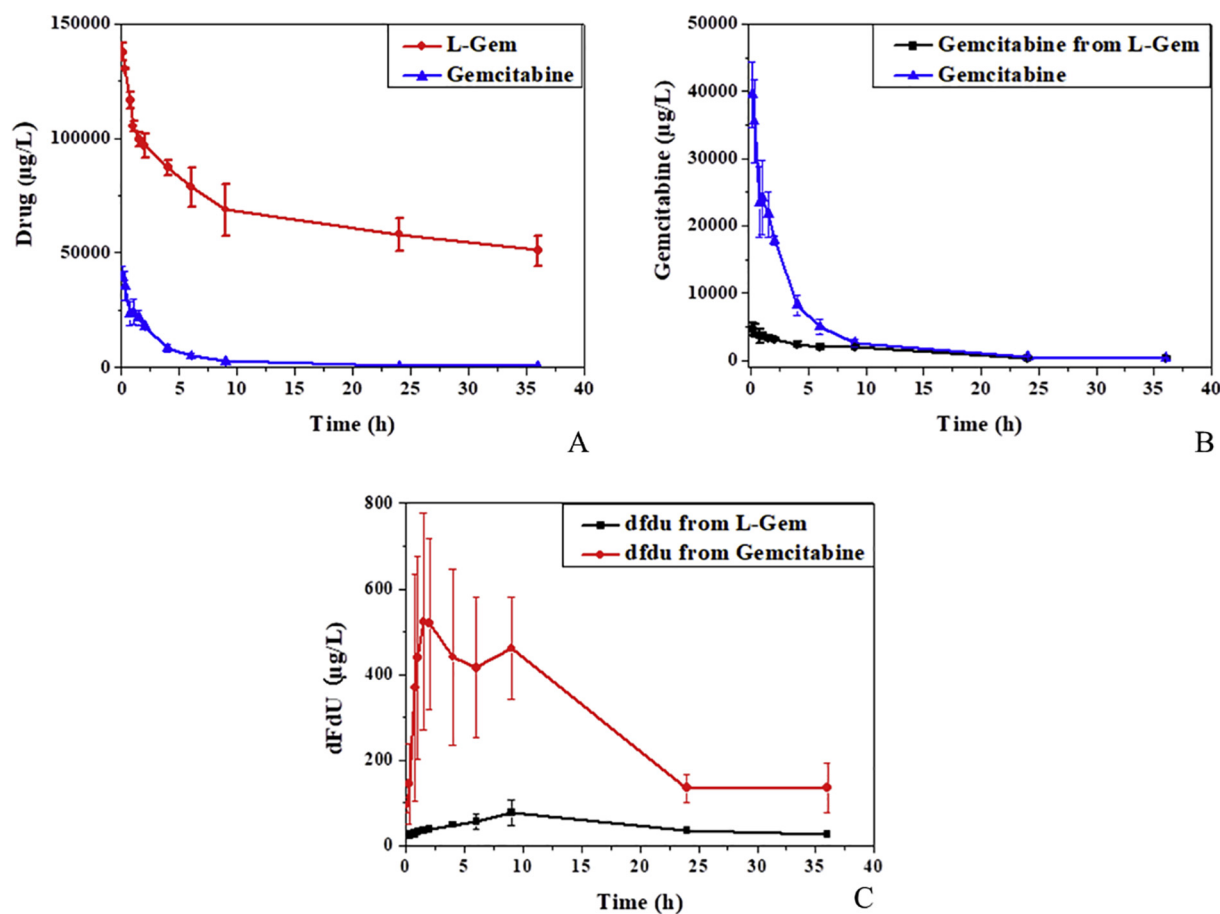 150000
100000
50000
0
Drug (μg/L)
L-Gem
Gemcitabine
0 5 10 15 20 25 30 35 40
Time (h)
A
50000
40000
30000
20000
10000
0
Gemcitabine (μg/L)
Gemcitabine from L-Gem
Gemcitabine
0 5 10 15 20 25 30 35 40
Time (h)
B
800
600
400
200
0
dFdU (μg/L)
dfdu from L-Gem
dfdu from Gemcitabine
0 5 10 15 20 25 30 35 40
Time (h)
C